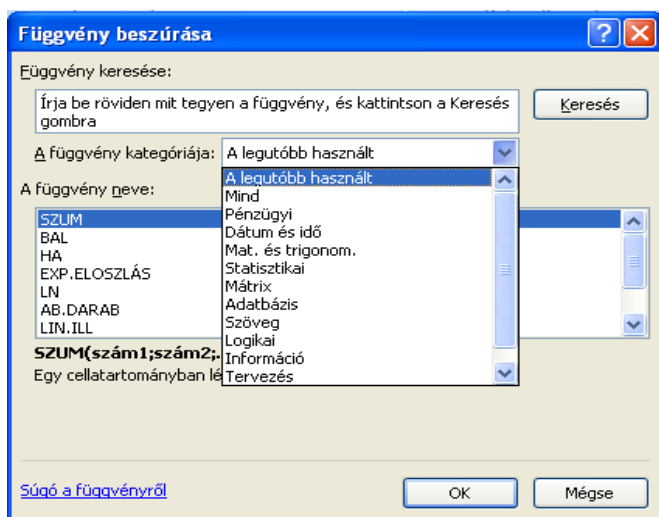 Függvény beszúrása
Függvény keresése:
Írja be röviden mit tegyen a függvény, és kattintson a Keresés
gombra
Keresés
A függvény kategóriája:
A legutóbb használt
A legutóbb használt
Mind
Pénzügyi
Dátum és idő
Mat. és trigonom.
Statisztikai
Mátrix
Adatbázis
Szöveg
Logikai
Információ
Tervezés
A függvény neve:
SZUM
BAL
HA
EXP.ELOSZLÁS
LN
AB.DARAB
LIN.ILL
SZUM(szám1;szám2;.
Egy cellatartományban lé
Súgó a függvényről
OK
Mégse